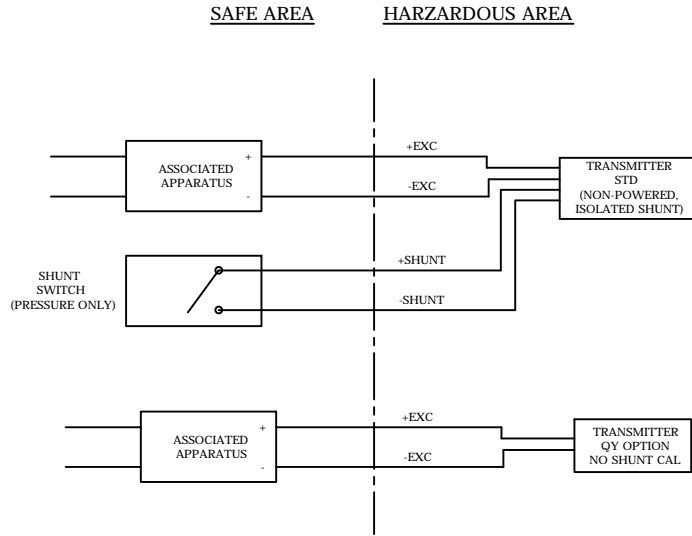 SAFE AREA
HARZARDOUS AREA
+EXC
+
ASSOCIATED
APPARATUS
-EXC
-
TRANSMITTER
STD
(NON-POWERED,
ISOLATED SHUNT)
SHUNT
SWITCH
(PRESSURE ONLY)
+SHUNT
-SHUNT
+EXC
+
ASSOCIATED
APPARATUS
-EXC
-
TRANSMITTER
QY OPTION
NO SHUNT CAL